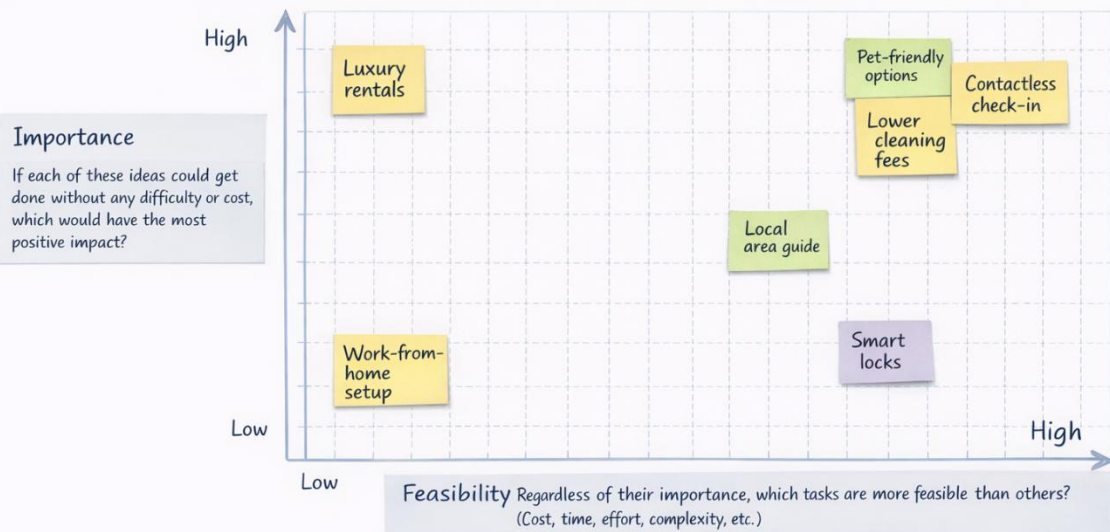 High
Luxury
rentals
Pet-friendly
options
Contactless
check-in
Lower
cleaning
fees
Importance
If each of these ideas could get
done without any difficulty or cost,
which would have the most
positive impact?
Local
area guide
Smart
locks
Work-from-
home
setup
Low
High
Low
Feasibility Regardless of their importance, which tasks are more feasible than others?
(Cost, time, effort, complexity, etc.)